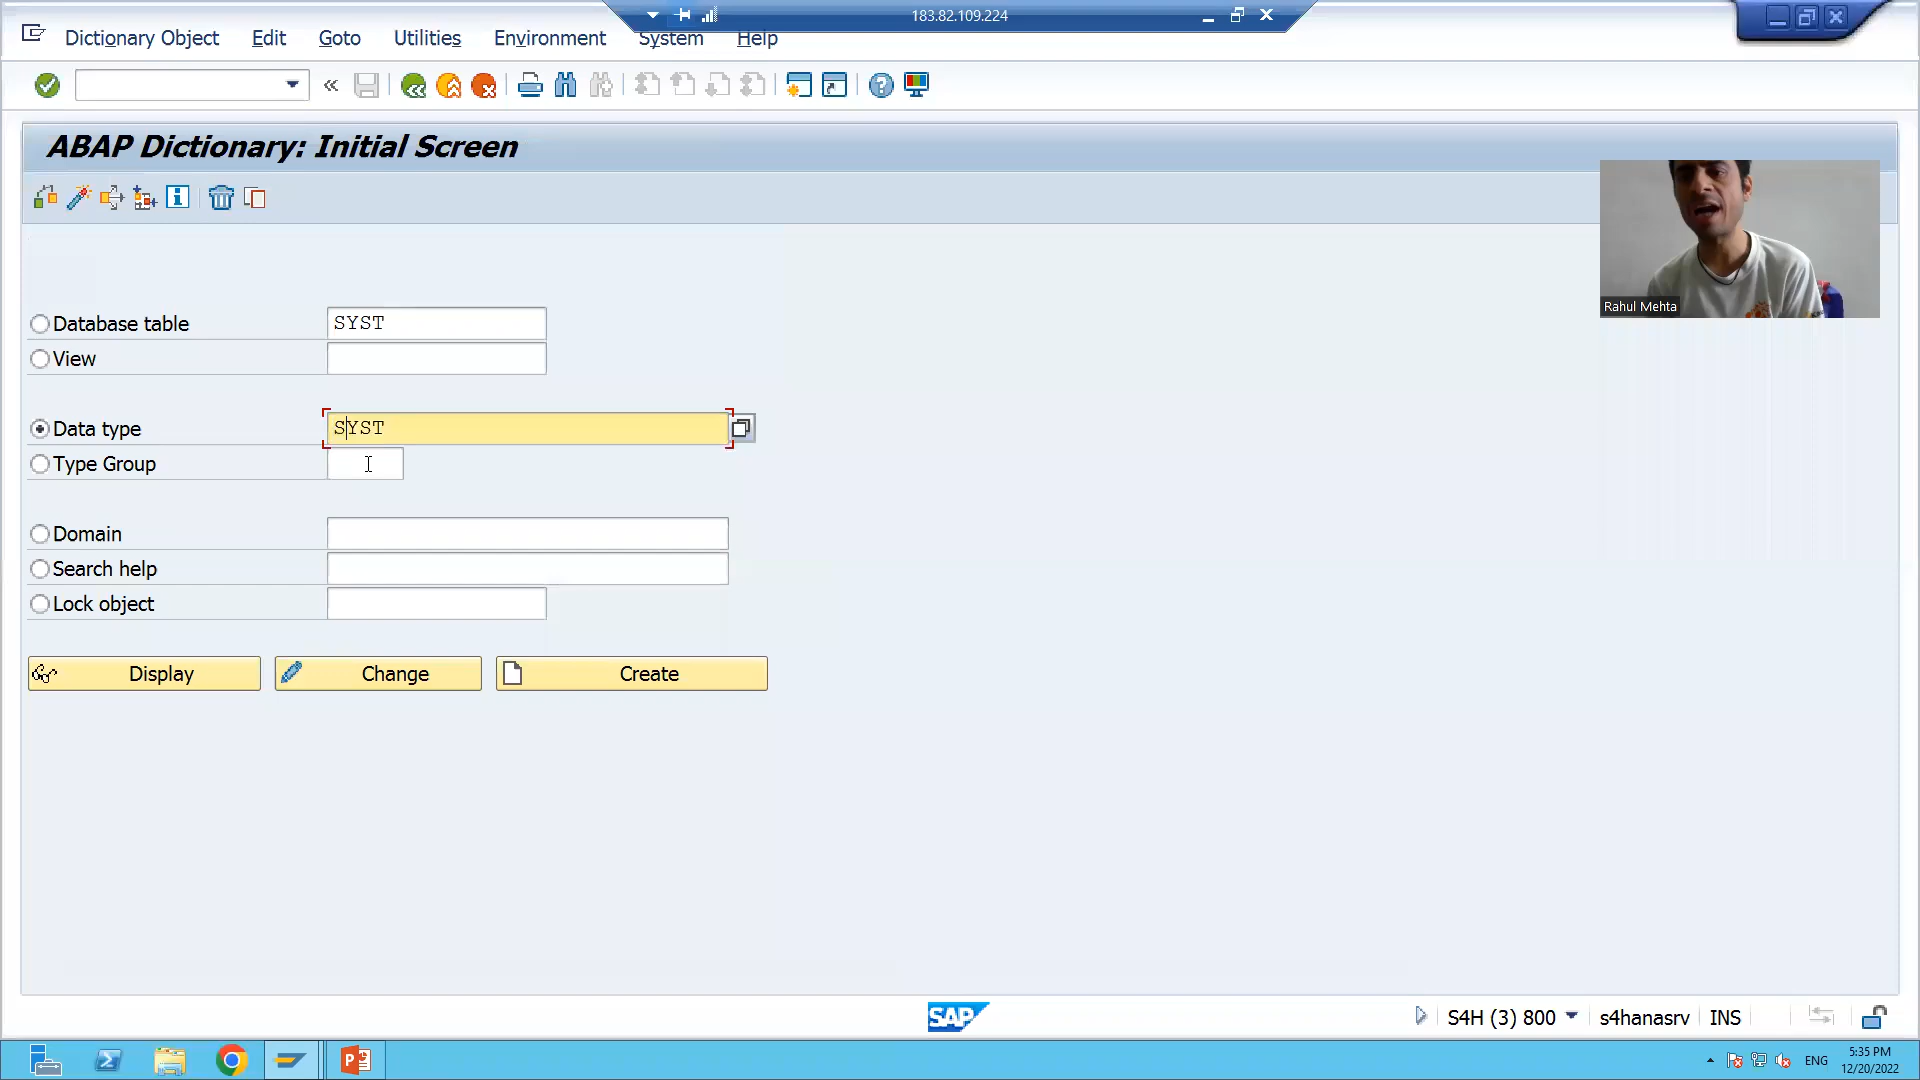 183.82.109.224
Dictionary Object Edit Goto Utilities Environment System Help
ABAP Dictionary: Initial Screen
Rahul Mehta
Database table SYST
View
Data type SYST
Type Group
Domain
Search help
Lock object
Display Change Create
SAP S4H (3) 800 s4hanasrv INS
ENG 5:35 PM
12/20/2022